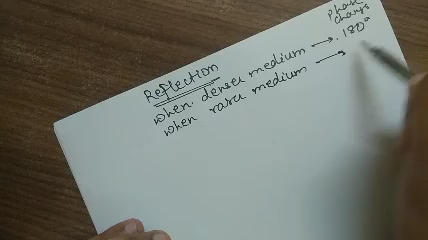 Phase
change
Reflection
when denser medium → 180°
when rarer medium →